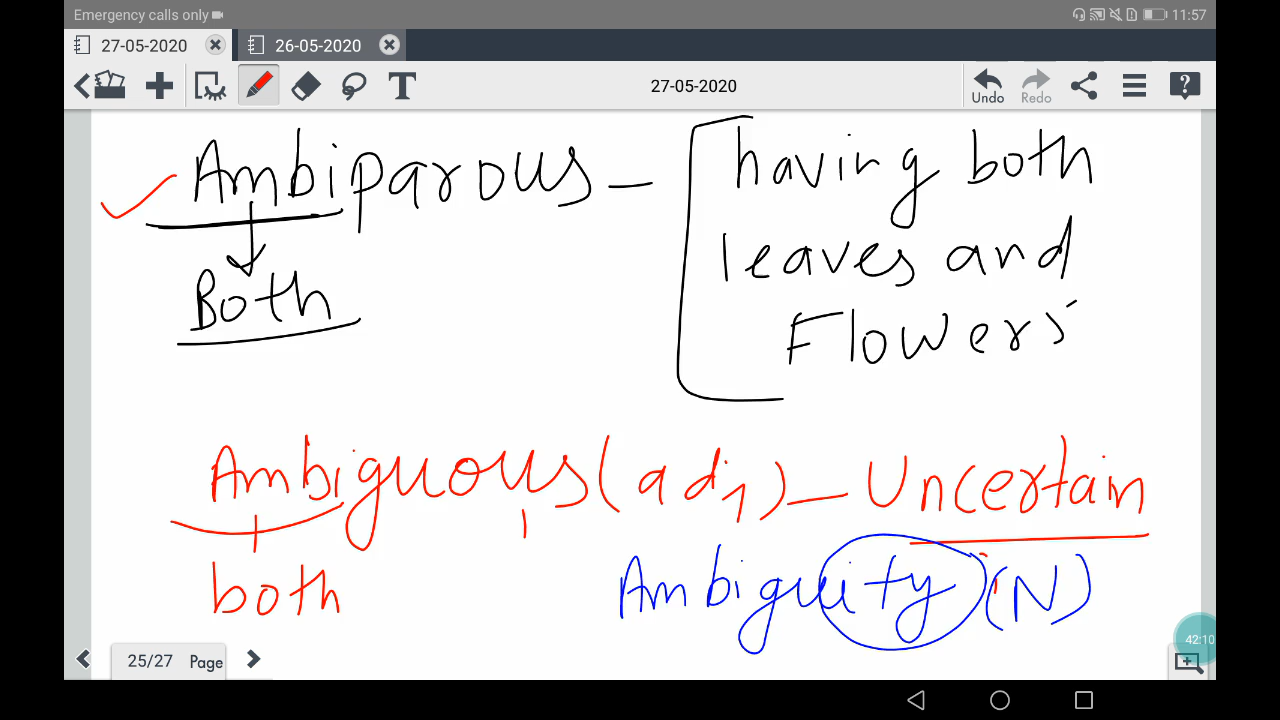 Emergency calls only
11:57
27-05-2020
26-05-2020
T
27-05-2020
Undo
Redo
Ambiparous - having both
leaves and
Flowers
Both
Ambiguous (adj) - Uncertain
both
Ambiguity (N)
42:10
25/27 Page